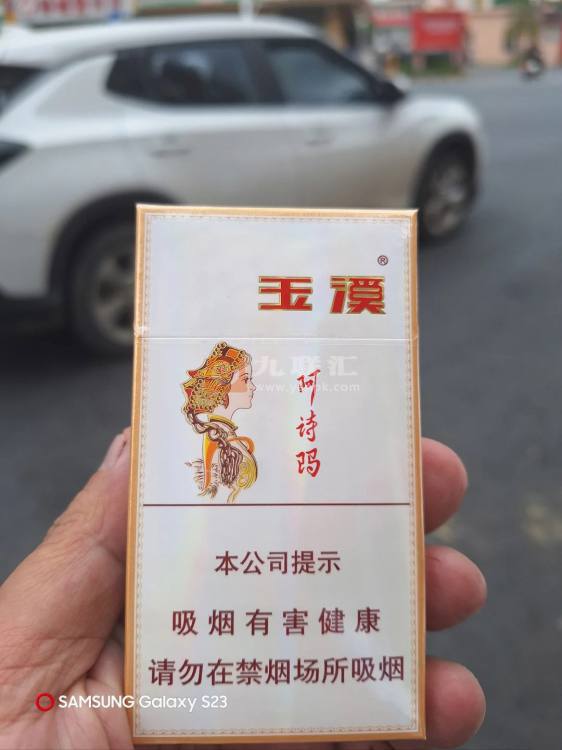 玉溪®
九联汇
阿诗玛
本公司提示
吸烟有害健康
请勿在禁烟场所吸烟
SAMSUNG Galaxy S23